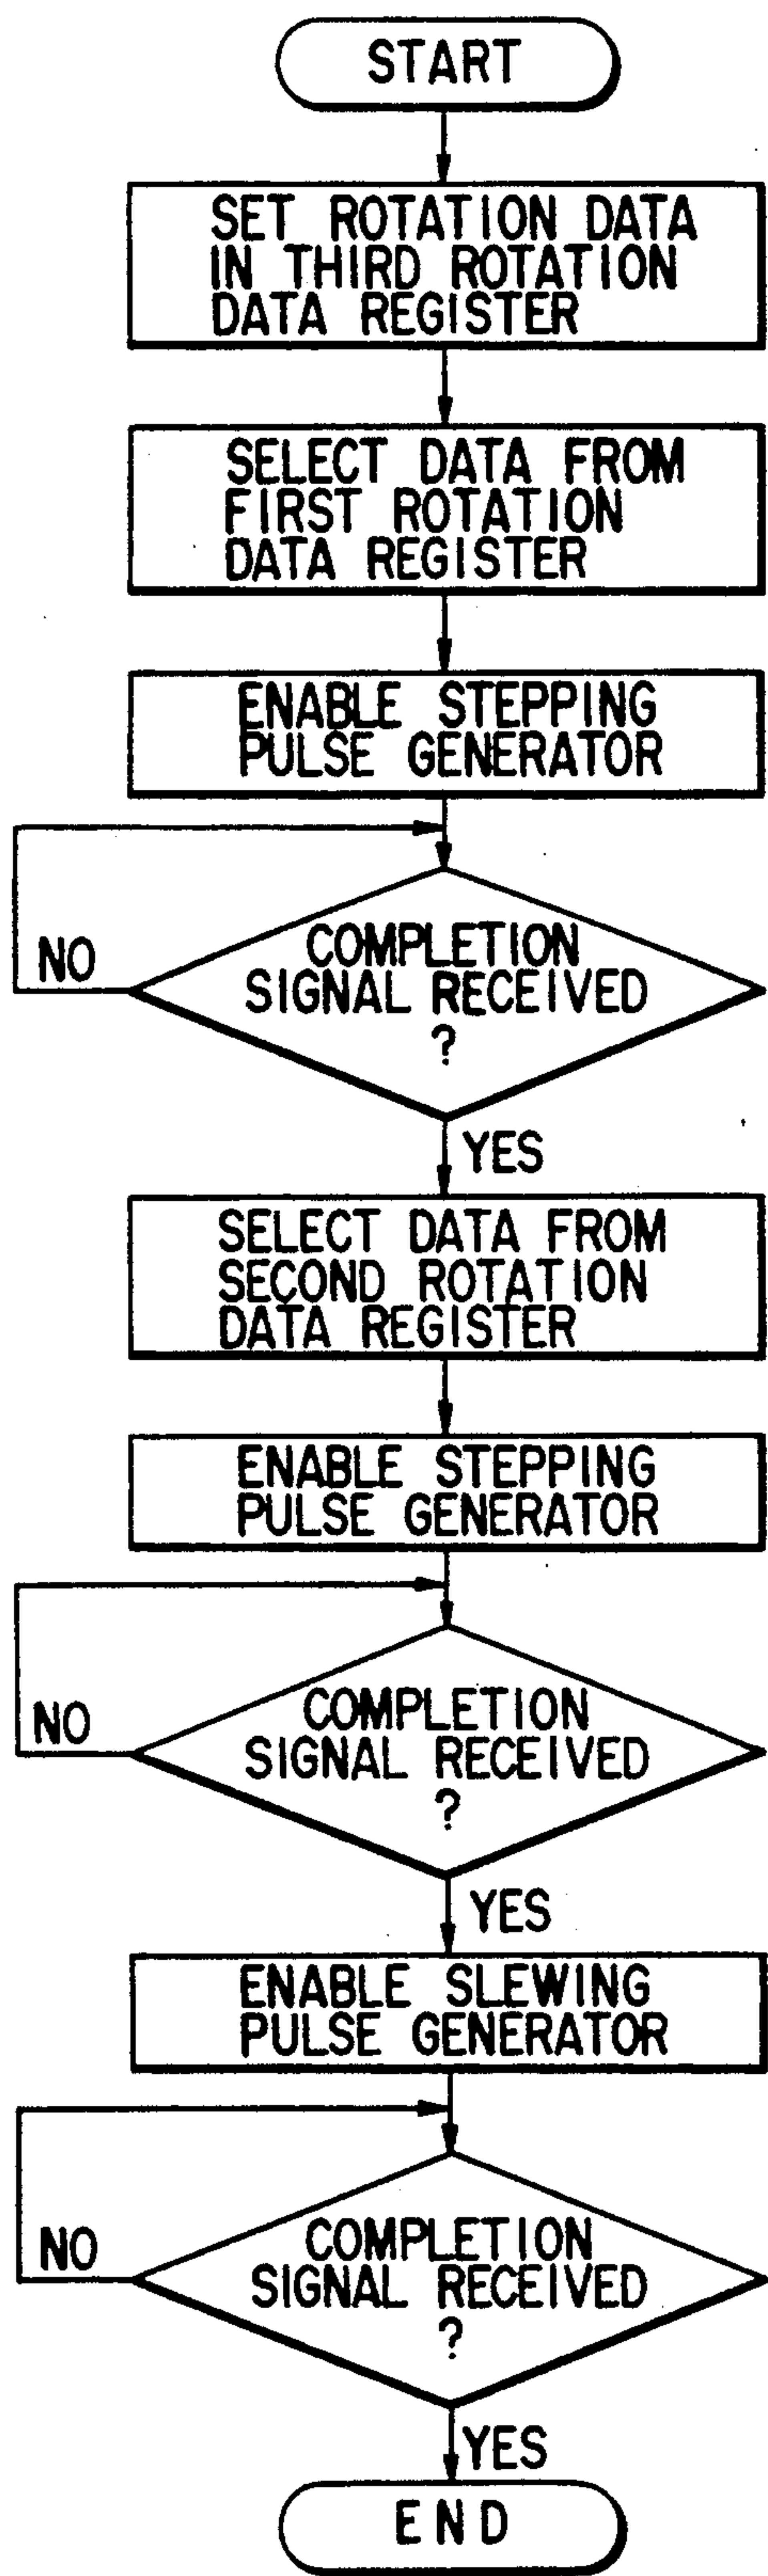 START
SET ROTATION DATA
IN THIRD ROTATION
DATA REGISTER
SELECT DATA FROM
FIRST ROTATION
DATA REGISTER
ENABLE STEPPING
PULSE GENERATOR
COMPLETION
SIGNAL RECEIVED
?
NO
YES
SELECT DATA FROM
SECOND ROTATION
DATA REGISTER
ENABLE STEPPING
PULSE GENERATOR
COMPLETION
SIGNAL RECEIVED
?
NO
YES
ENABLE SLEWING
PULSE GENERATOR
COMPLETION
SIGNAL RECEIVED
?
NO
YES
END